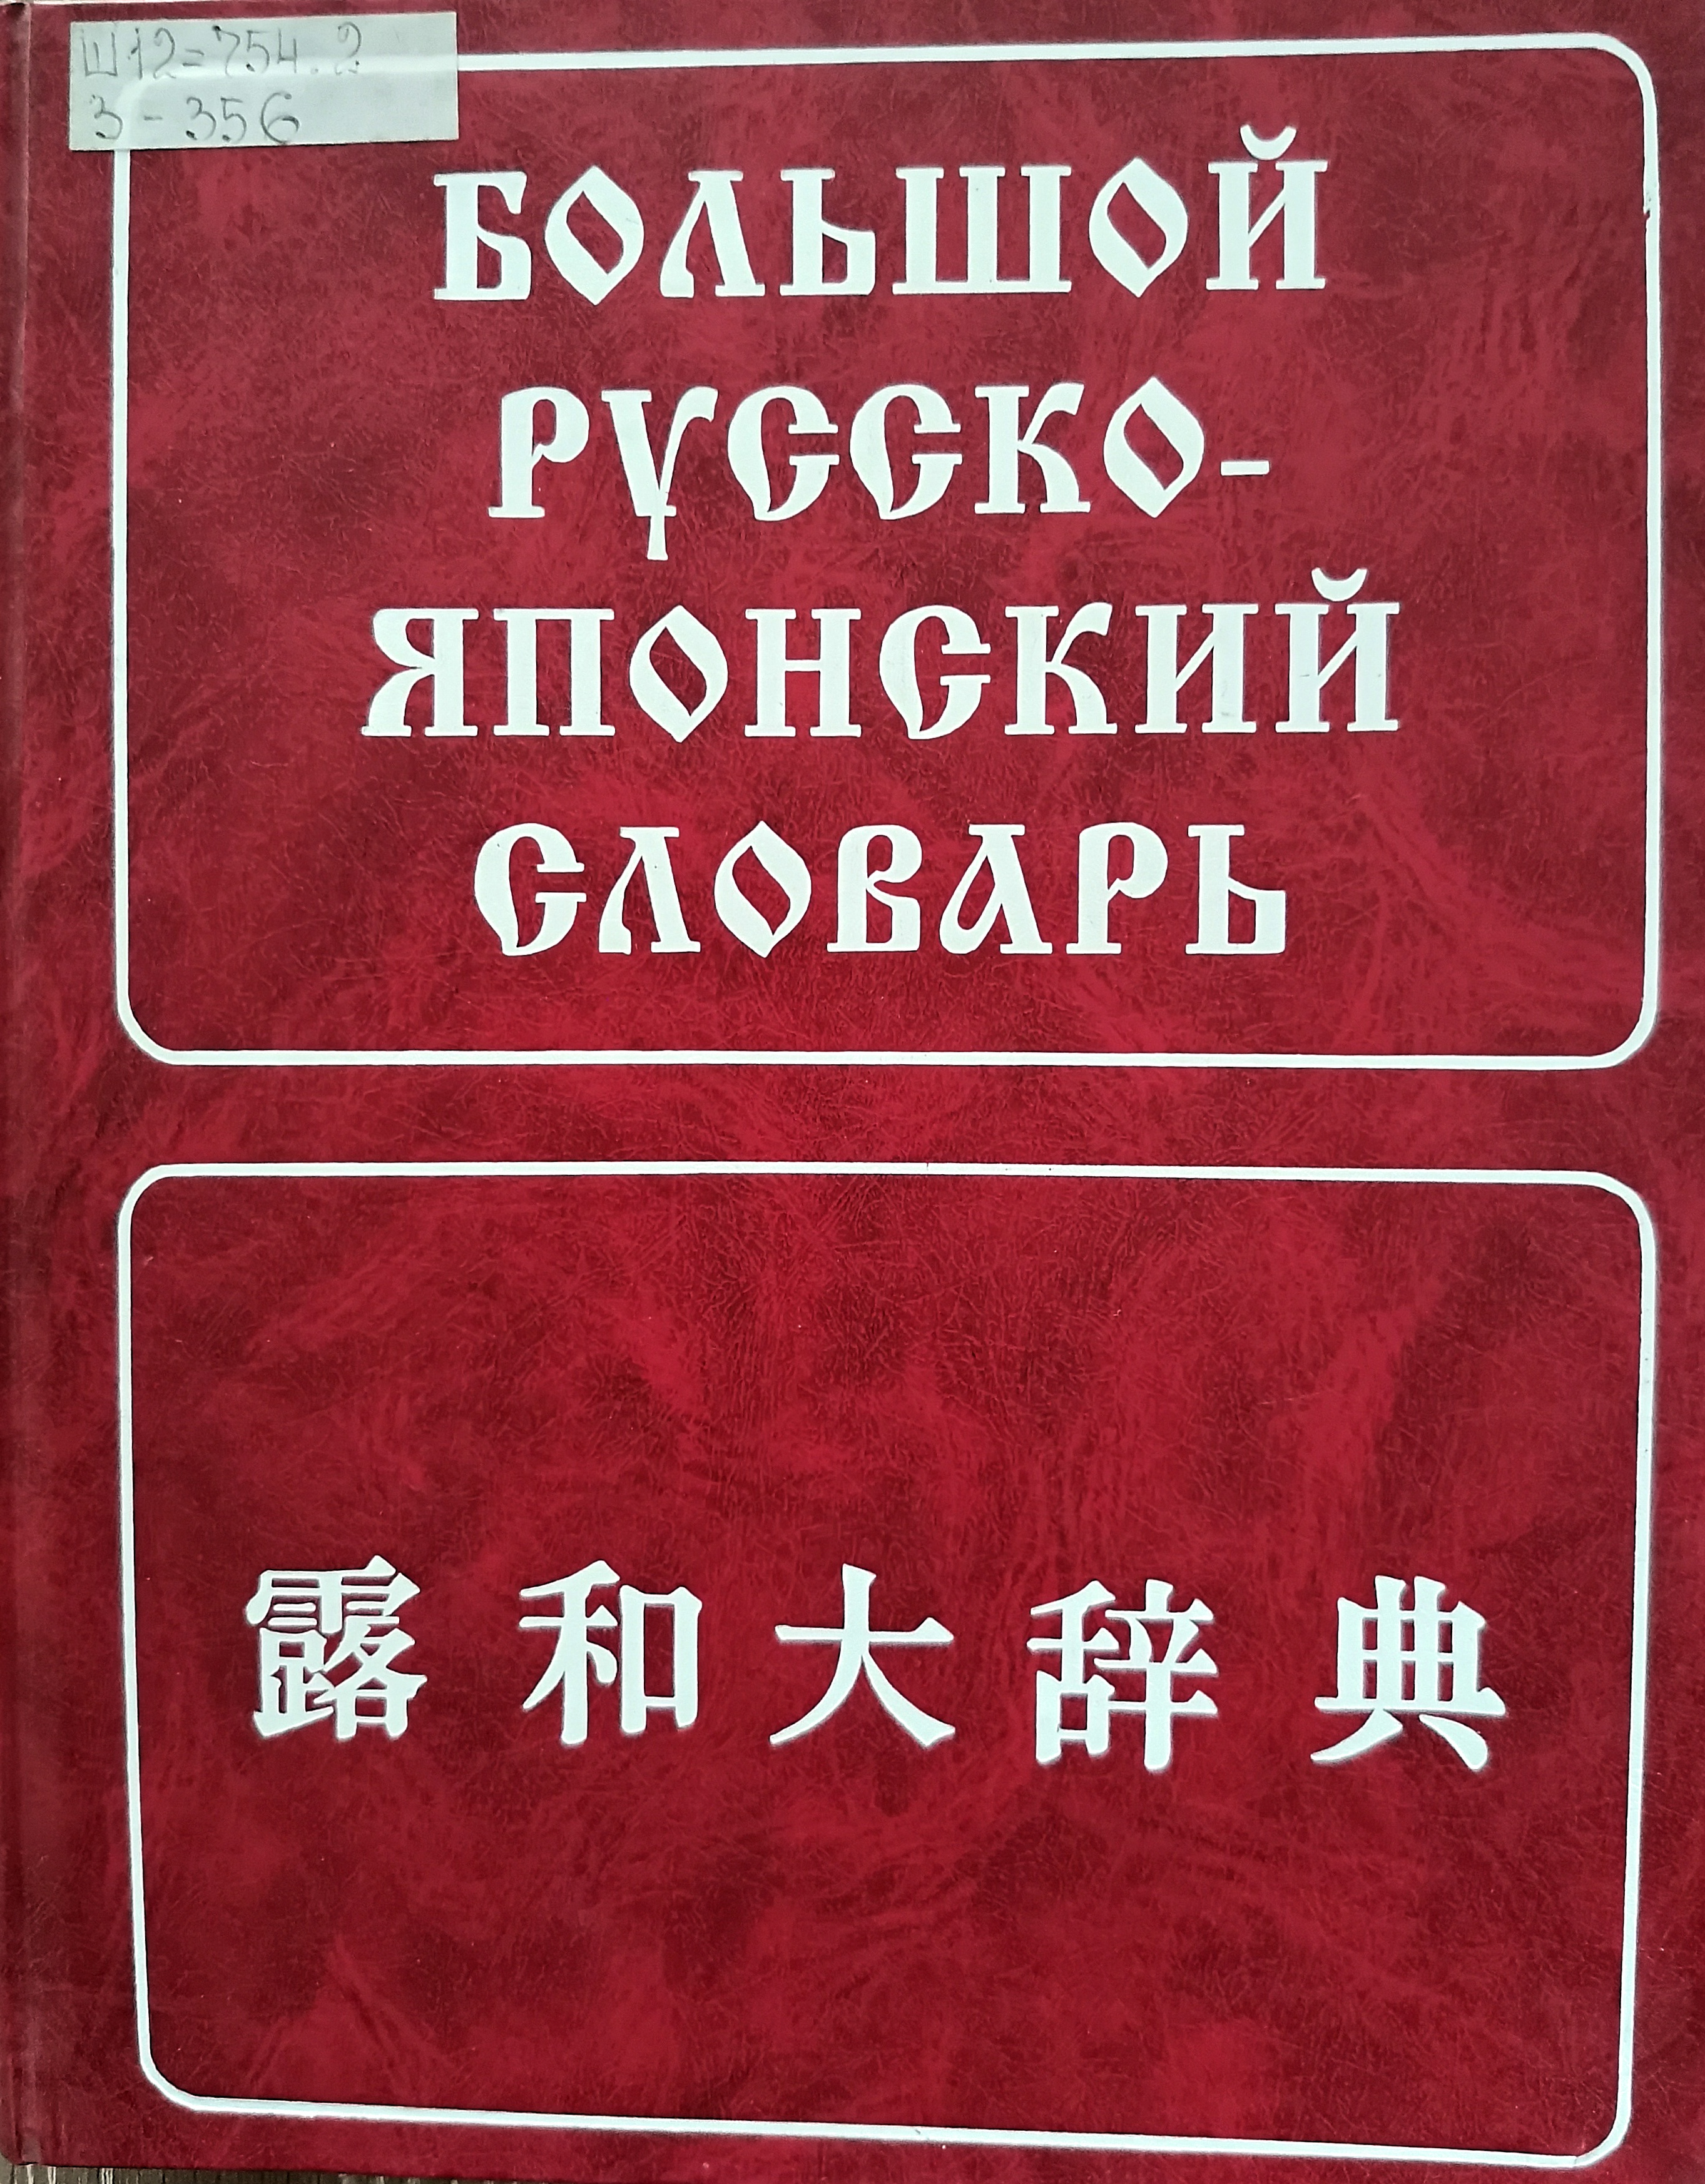 Ш12=754.2
З-356
БОЛЬШОЙ
РУССКО-
ЯПОНСКИЙ
СЛОВАРЬ
露和大辞典